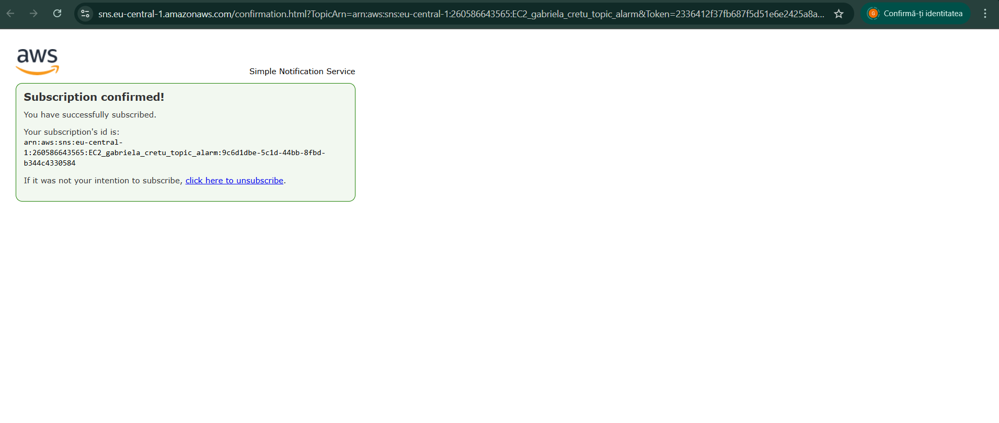 sns.eu-central-1.amazonaws.com/confirmation.html?TopicArn=arn:aws:sns:eu-central-1:260586643565:EC2_gabriela_cretu_topic_alarm&Token=2336412f37fb687f5d51e6e2425a8a...
G
Confirmă-ți identitatea
aws
Simple Notification Service
Subscription confirmed!
You have successfully subscribed.
Your subscription's id is:
arn:aws:sns:eu-central-
1:260586643565:EC2_gabriela_cretu_topic_alarm:9c6d1dbe-5c1d-44bb-8fbd-
b344c4330584
If it was not your intention to subscribe, click here to unsubscribe.